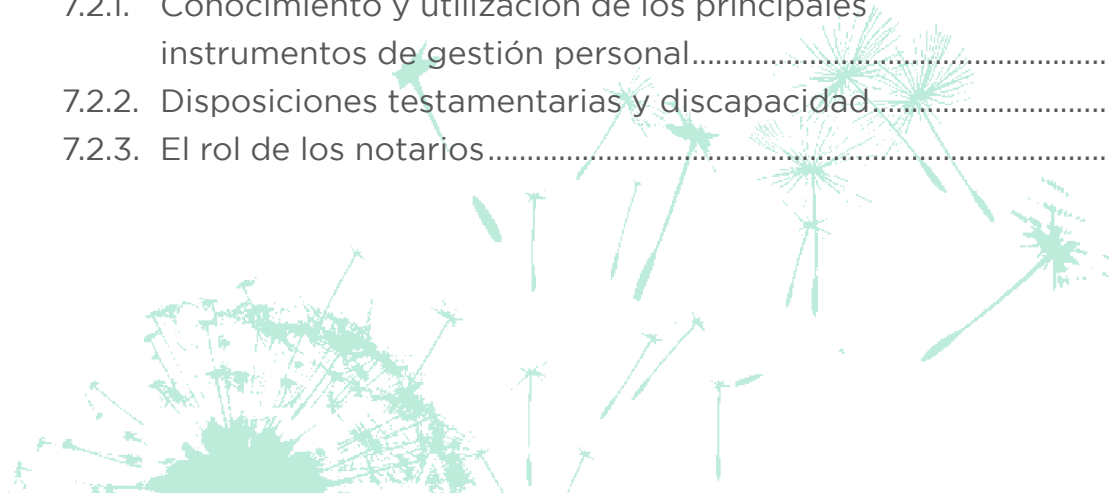 7.2.1. Conocimiento y utilización de los principales
instrumentos de gestión personal................................................
7.2.2. Disposiciones testamentarias y discapacidad...........................
7.2.3. El rol de los notarios...............................................................................